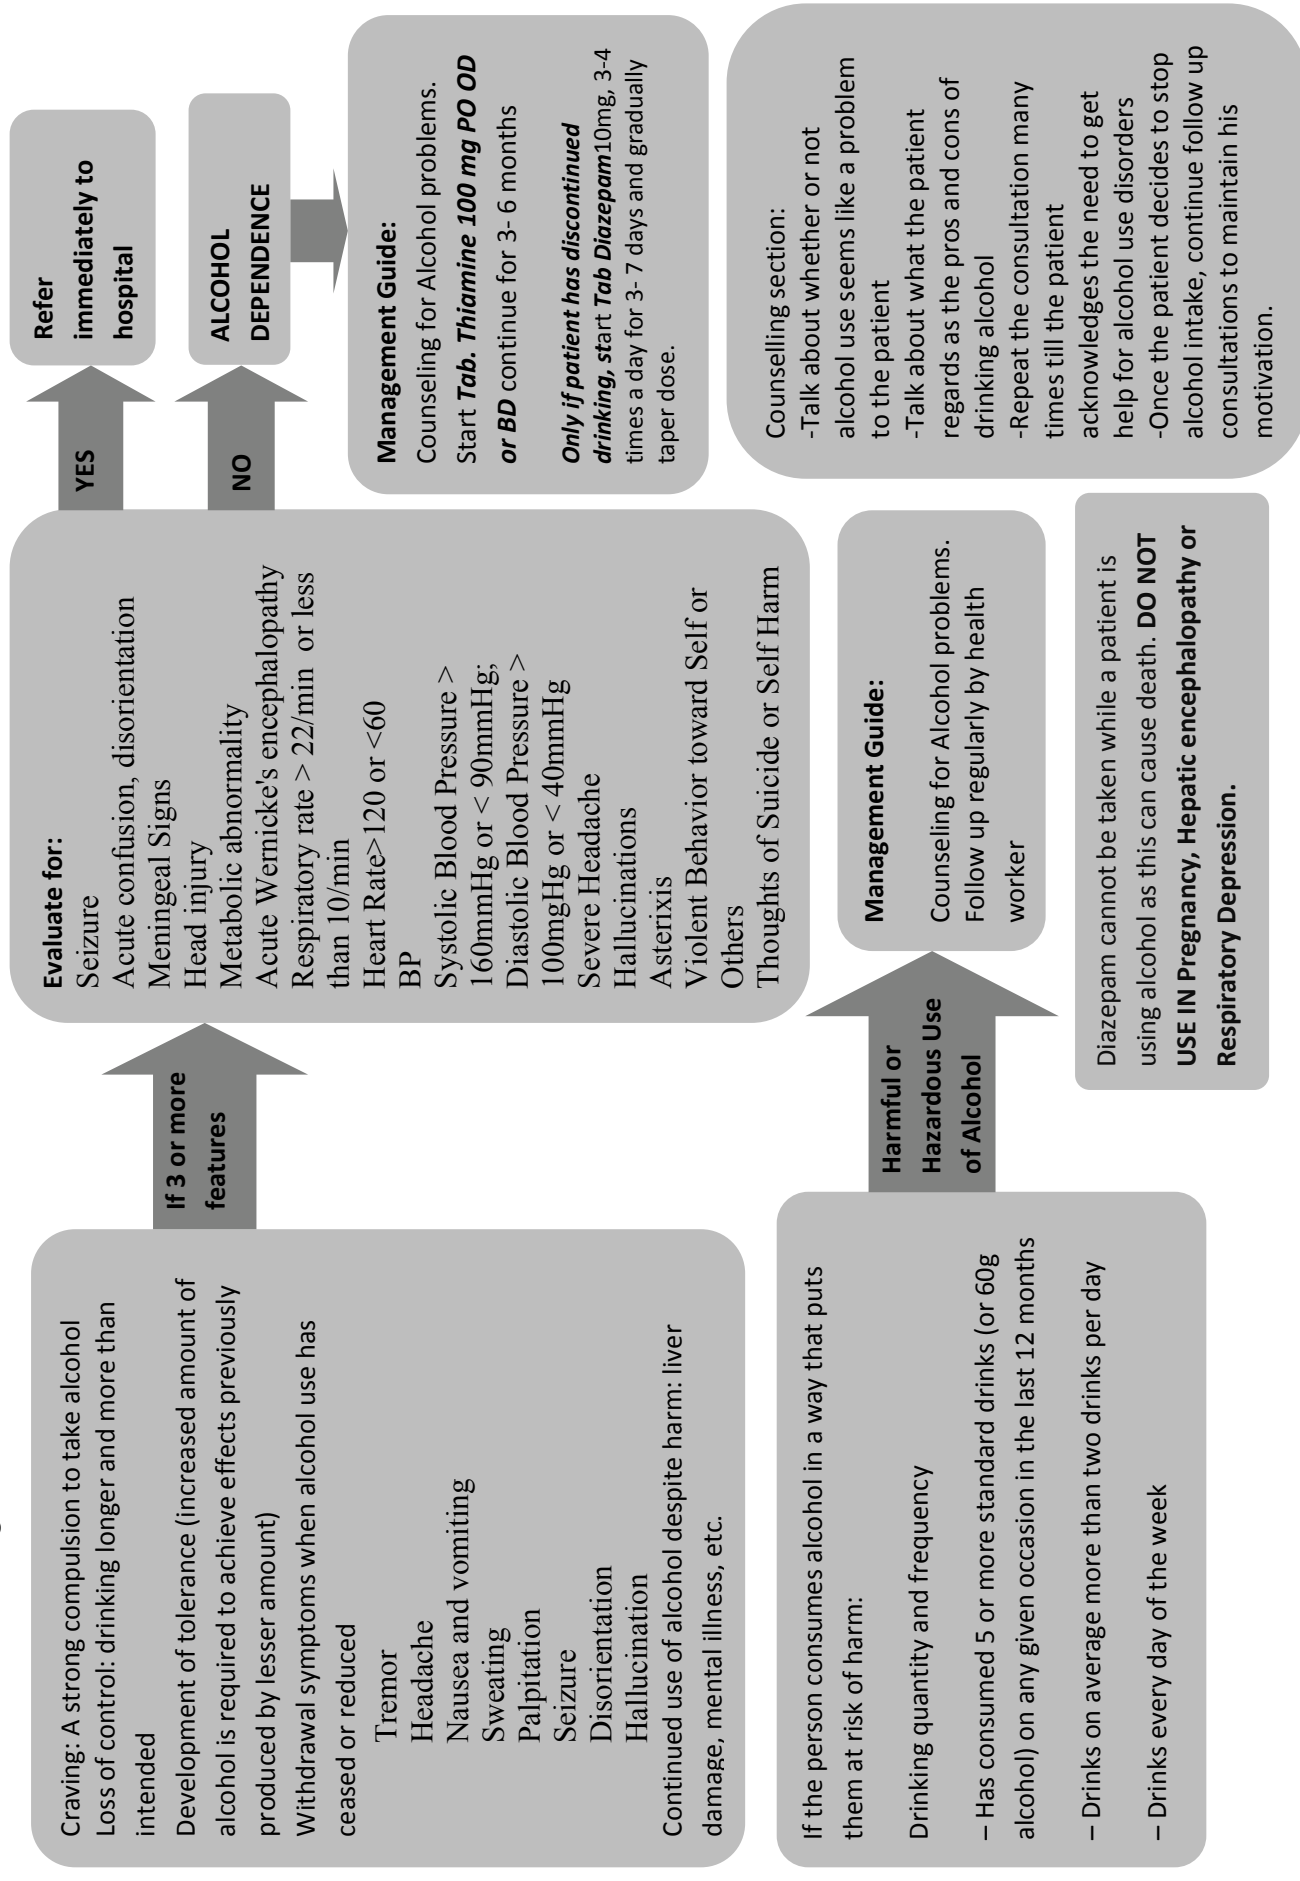 Craving: A strong compulsion to take alcohol
Loss of control: drinking longer and more than
intended
Development of tolerance (increased amount of
alcohol is required to achieve effects previously
produced by lesser amount)
Withdrawal symptoms when alcohol use has
ceased or reduced
Tremor
Headache
Nausea and vomiting
Sweating
Palpitation
Seizure
Disorientation
Hallucination
Continued use of alcohol despite harm: liver
damage, mental illness, etc.
If 3 or more
features
Evaluate for:
Seizure
Acute confusion, disorientation
Meningeal Signs
Head injury
Metabolic abnormality
Acute Wernicke's encephalopathy
Respiratory rate > 22/min or less
than 10/min
Heart Rate>120 or <60
BP
Systolic Blood Pressure >
160mmHg or < 90mmHg;
Diastolic Blood Pressure >
100mgHg or < 40mmHg
Severe Headache
Hallucinations
Asterixis
Violent Behavior toward Self or
Others
Thoughts of Suicide or Self Harm
YES
Refer
immediately to
hospital
NO
ALCOHOL
DEPENDENCE
Management Guide:
Counseling for Alcohol problems.
Start Tab. Thiamine 100 mg PO OD
or BD continue for 3- 6 months
Only if patient has discontinued
drinking, start Tab Diazepam10mg, 3-4
times a day for 3- 7 days and gradually
taper dose.
If the person consumes alcohol in a way that puts
them at risk of harm:
Drinking quantity and frequency
– Has consumed 5 or more standard drinks (or 60g
alcohol) on any given occasion in the last 12 months
– Drinks on average more than two drinks per day
– Drinks every day of the week
Harmful or
Hazardous Use
of Alcohol
Management Guide:
Counseling for Alcohol problems.
Follow up regularly by health
worker
Diazepam cannot be taken while a patient is
using alcohol as this can cause death. DO NOT
USE IN Pregnancy, Hepatic encephalopathy or
Respiratory Depression.
Counselling section:
-Talk about whether or not
alcohol use seems like a problem
to the patient
-Talk about what the patient
regards as the pros and cons of
drinking alcohol
-Repeat the consultation many
times till the patient
acknowledges the need to get
help for alcohol use disorders
-Once the patient decides to stop
alcohol intake, continue follow up
consultations to maintain his
motivation.